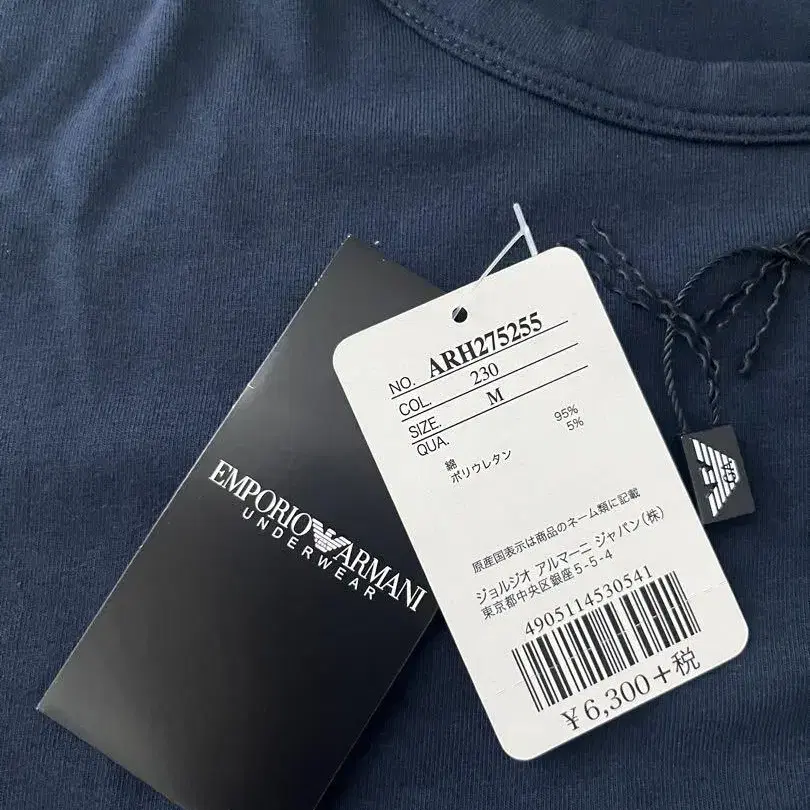 EMPORIO ARMANI
UNDERWEAR
NO. ARH275255
COL. 230
SIZE. M
QUA.
綿 95%
ポリウレタン 5%
原産国表示は商品のネーム類に記載
ジョルジオ アルマーニ ジャパン(株)
東京都中央区銀座5-5-4
4905114530541
¥6,300+税
GA